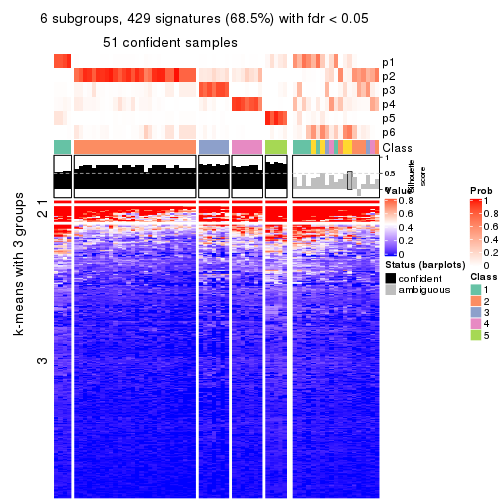 6 subgroups, 429 signatures (68.5%) with fdr < 0.05
51 confident samples
p1
p2
p3
p4
p5
p6
Class
1
0.5
0
Silhouette
score
k-means with 3 groups
1
2
3
Value
0.8
0.6
0.4
0.2
0
Status (barplots)
confident
ambiguous
Prob
1
0.8
0.6
0.4
0.2
0
Class
1
2
3
4
5